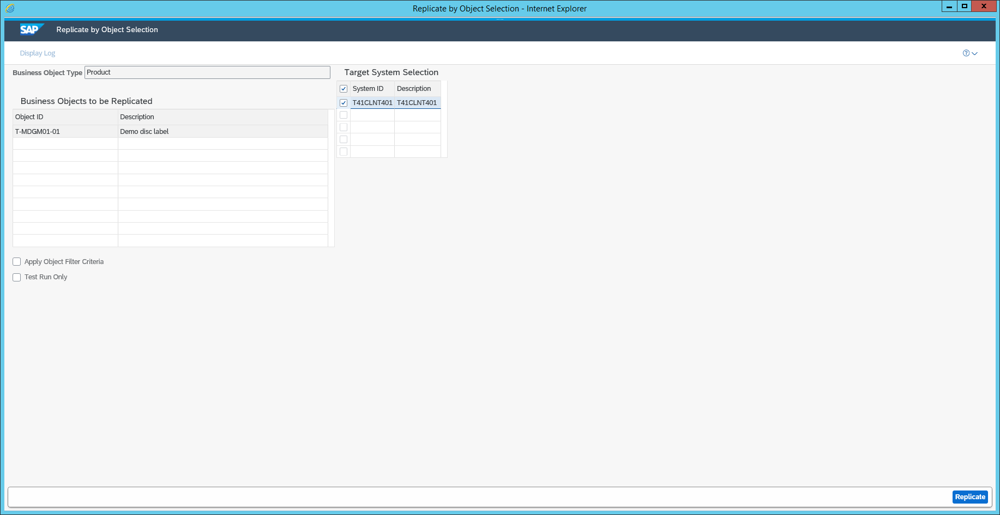 Replicate by Object Selection - Internet Explorer
SAP Replicate by Object Selection
Display Log
Business Object Type Product
Target System Selection
System ID Description
T41CLNT401 T41CLNT401
Business Objects to be Replicated
Object ID Description
T-MDGM01-01 Demo disc label
Apply Object Filter Criteria
Test Run Only
Replicate